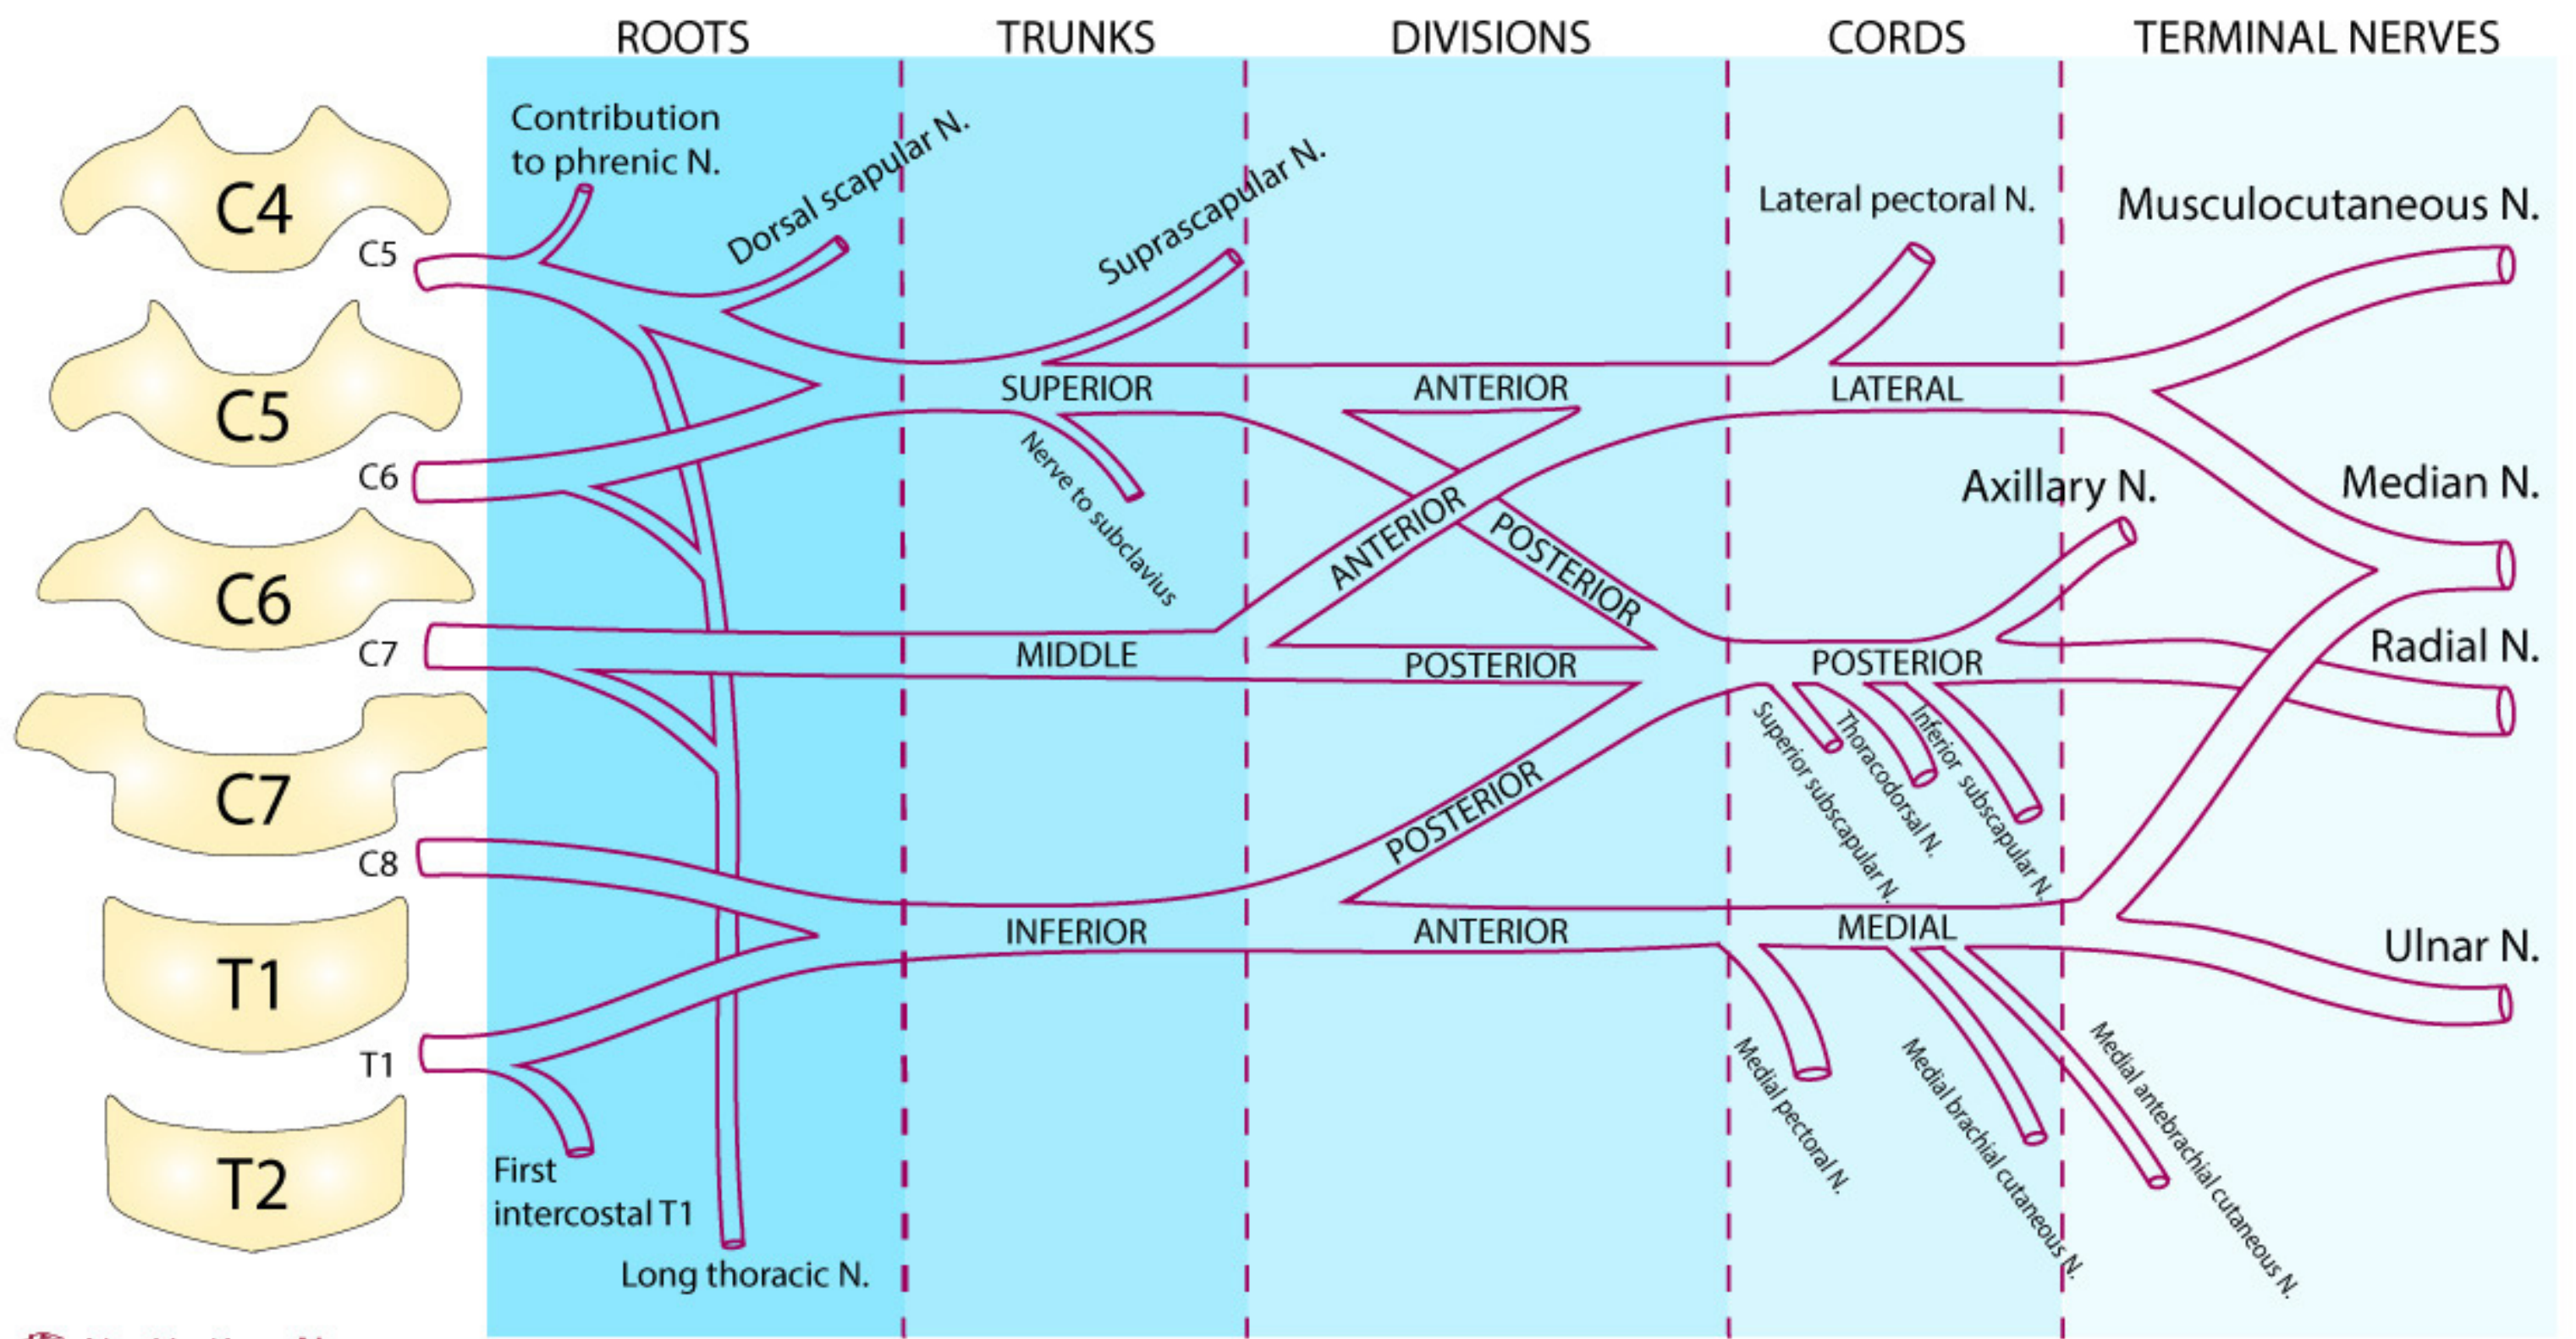 ROOTS
TRUNKS
DIVISIONS
CORDS
TERMINAL NERVES
C4
C5
C6
C7
T1
T2
C5
C6
C7
C8
T1
Contribution
to phrenic N.
Dorsal scapular N.
Suprascapular N.
Lateral pectoral N.
Musculocutaneous N.
SUPERIOR
ANTERIOR
LATERAL
Nerve to subclavius
ANTERIOR
POSTERIOR
Axillary N.
Median N.
MIDDLE
POSTERIOR
POSTERIOR
Radial N.
Superior subscapular N.
Thoracodorsal N.
Inferior subscapular N.
POSTERIOR
INFERIOR
ANTERIOR
MEDIAL
Ulnar N.
Medial pectoral N.
Medial brachial cutaneous N.
Medial antebrachial cutaneous N.
First
intercostal T1
Long thoracic N.